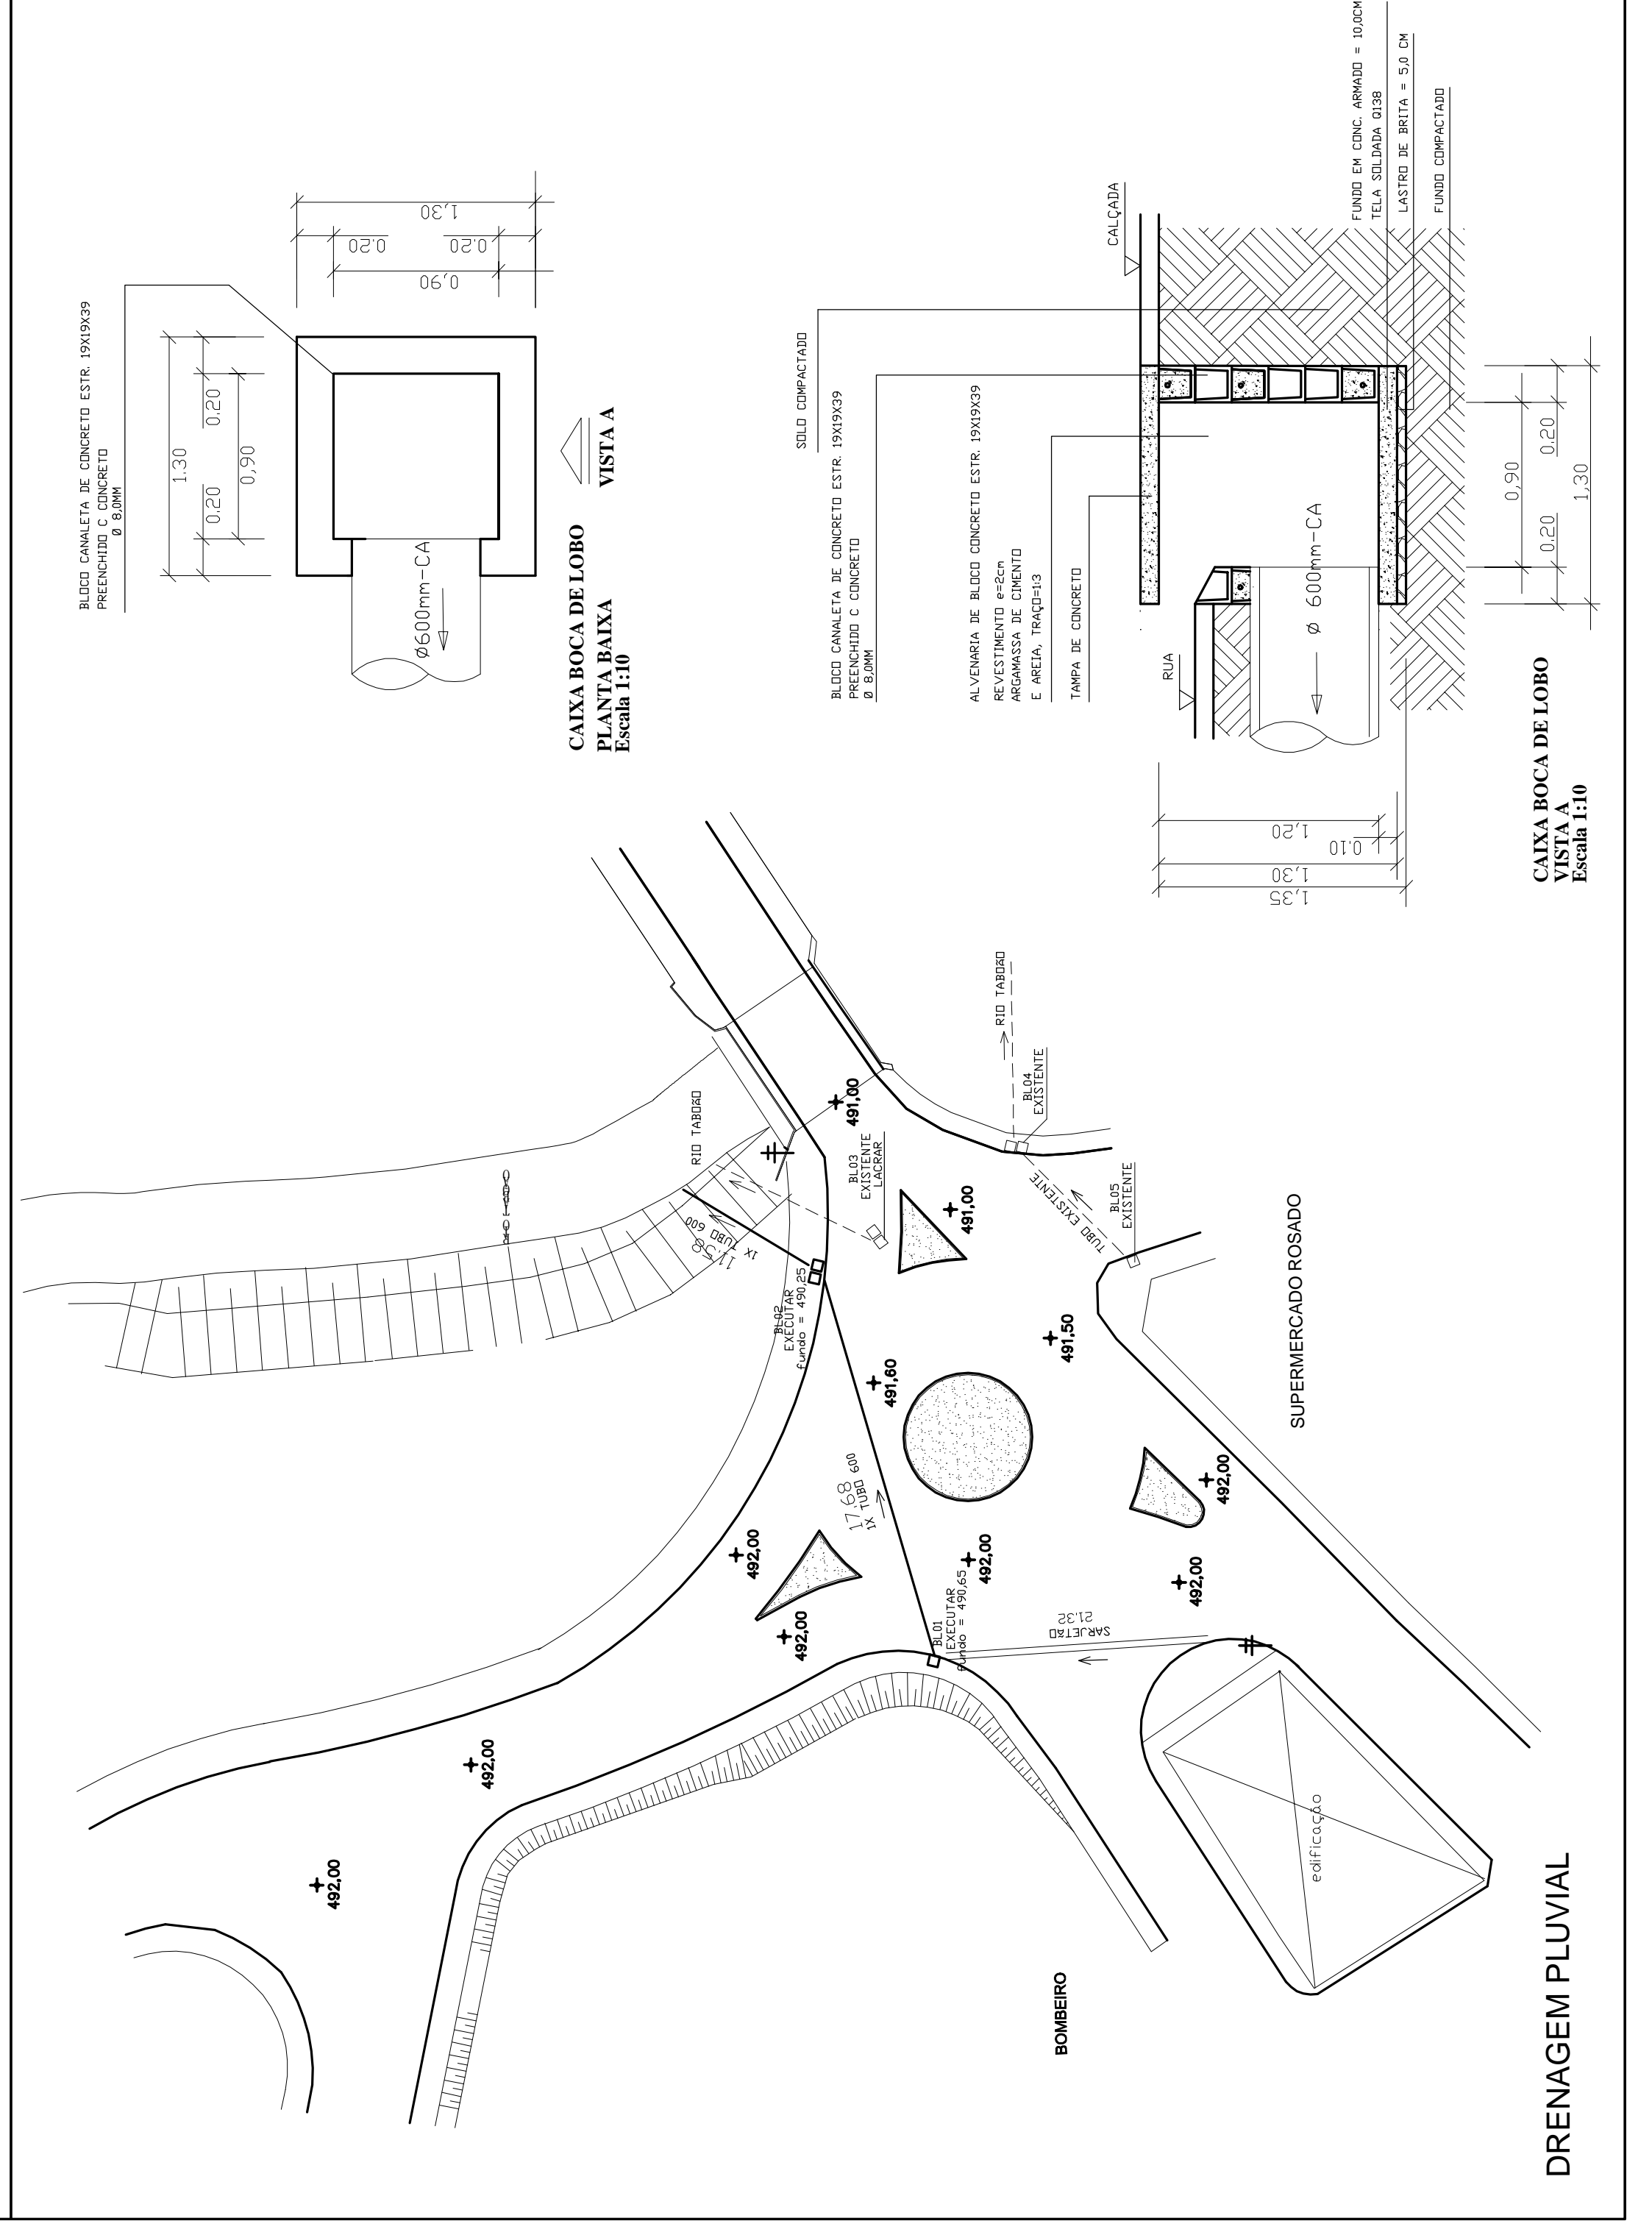 DRENAGEM PLUVIAL
BOMBEIRO
edificação
SUPERMERCADO ROSADO
492,00
492,00
492,00
492,00
492,00
492,00
492,00
491,60
491,50
491,00
491,00
BL01
EXECUTAR
fundo = 490,65
SARJETAO
21.32
17,68
1X TUBO 600
BL02
EXECUTAR
fundo = 490,25
1X TUBO 600
RIO TABOAO
BL03
EXISTENTE
LACRAR
BL04
EXISTENTE
RIO TABOAO
BL05
EXISTENTE
TUBO EXISTENTE
BLOCO CANALETA DE CONCRETO ESTR. 19X19X39
PREENCHIDO C CONCRETO
Ø 8,0MM
1.30
0.20
0.20
0,90
1,30
0.20
0.20
0,90
Ø600mm-CA
VISTA A
CAIXA BOCA DE LOBO
PLANTA BAIXA
Escala 1:10
SOLO COMPACTADO
BLOCO CANALETA DE CONCRETO ESTR. 19X19X39
PREENCHIDO C CONCRETO
Ø 8,0MM
ALVENARIA DE BLOCO CONCRETO ESTR. 19X19X39
REVESTIMENTO e=2cm
ARGAMASSA DE CIMENTO
E AREIA, TRAÇO=1:3
TAMPA DE CONCRETO
CALÇADA
RUA
Ø 600mm-CA
FUNDO EM CONC. ARMADO = 10,0CM
TELA SOLDADA Q138
LASTRO DE BRITA = 5,0 CM
FUNDO COMPACTADO
1,20
0.10
1,30
1,35
0,90
0.20
0.20
1,30
CAIXA BOCA DE LOBO
VISTA A
Escala 1:10